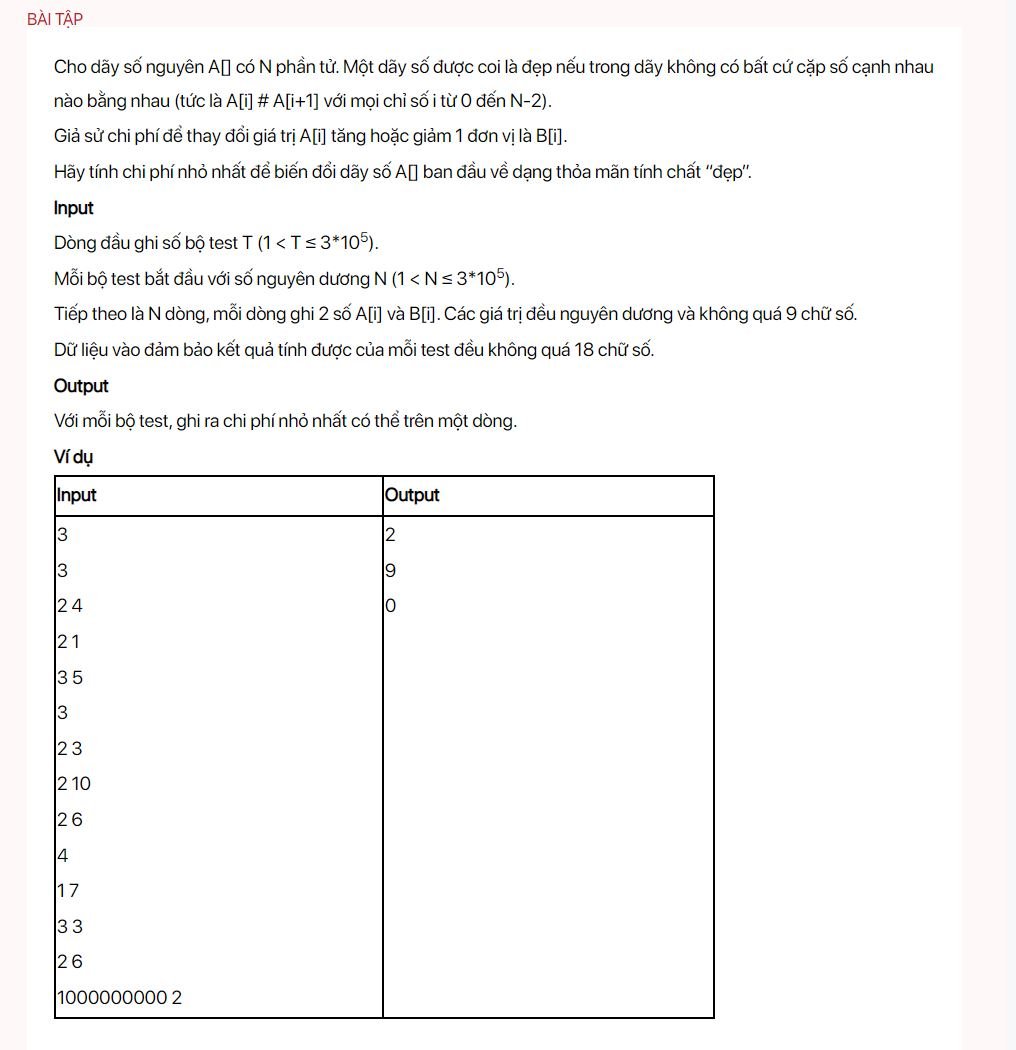 BÀI TẬP
Cho dãy số nguyên A[] có N phần tử. Một dãy số được coi là đẹp nếu trong dãy không có bất cứ cặp số cạnh nhau
nào bằng nhau (tức là A[i] # A[i+1] với mọi chỉ số i từ 0 đến N-2).
Giả sử chi phí để thay đổi giá trị A[i] tăng hoặc giảm 1 đơn vị là B[i].
Hãy tính chi phí nhỏ nhất để biến đổi dãy số A[] ban đầu về dạng thỏa mãn tính chất "đẹp".
Input
Dòng đầu ghi số bộ test T (1 < T ≤ 3*10⁵).
Mỗi bộ test bắt đầu với số nguyên dương N (1 < N ≤ 3*10⁵).
Tiếp theo là N dòng, mỗi dòng ghi 2 số A[i] và B[i]. Các giá trị đều nguyên dương và không quá 9 chữ số.
Dữ liệu vào đảm bảo kết quả tính được của mỗi test đều không quá 18 chữ số.
Output
Với mỗi bộ test, ghi ra chi phí nhỏ nhất có thể trên một dòng.
Ví dụ
Input Output
3 2
3 9
2 4 0
2 1
3 5
3
2 3
2 10
2 6
4
1 7
3 3
2 6
1000000000 2